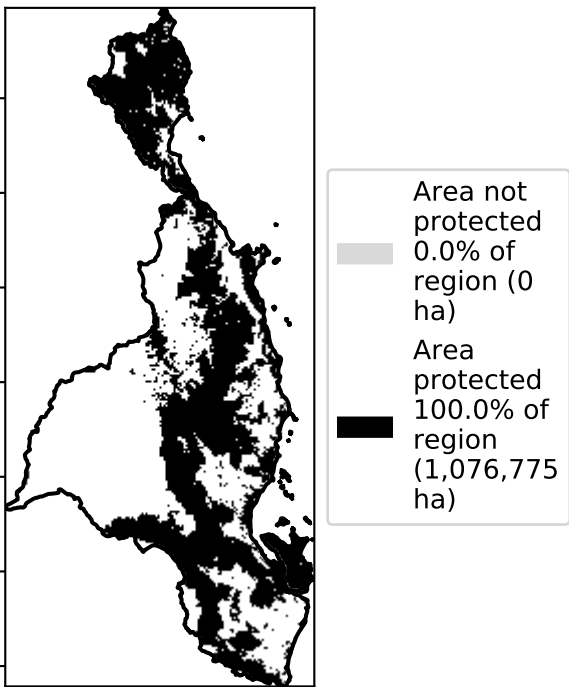 Area not
protected
0.0% of
region (0
ha)
Area
protected
100.0% of
region
(1,076,775
ha)